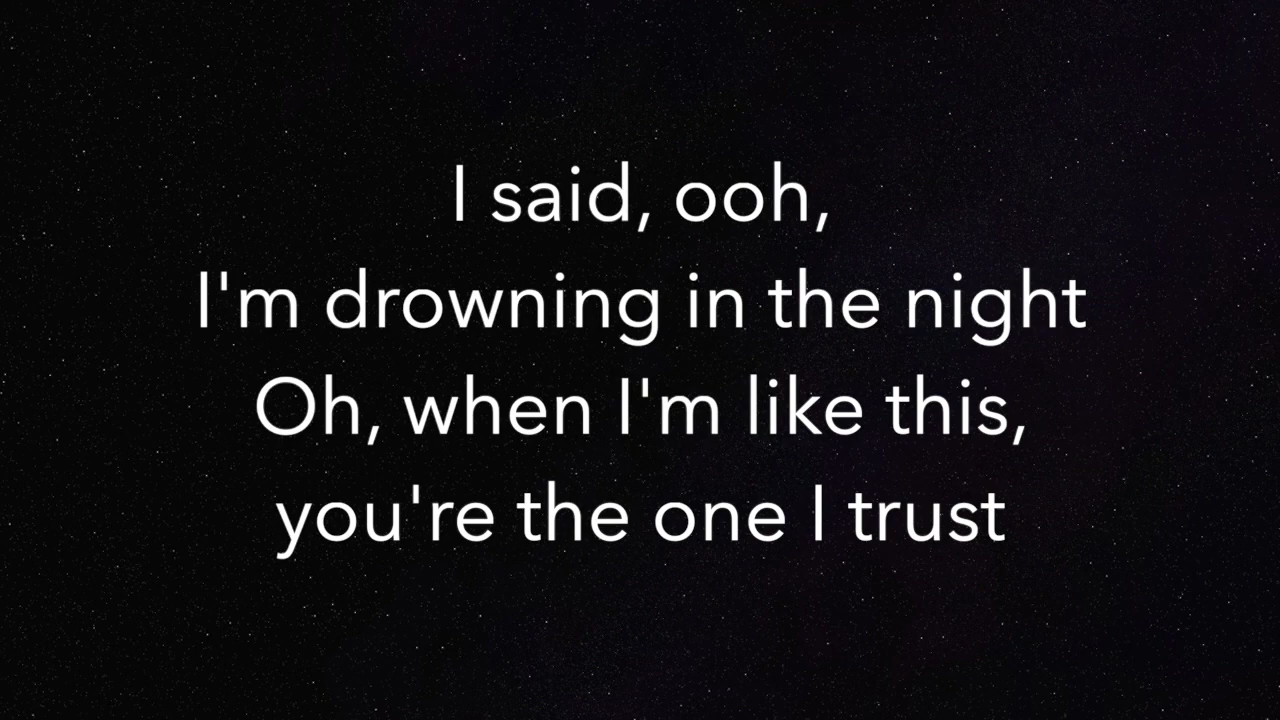 I said, ooh,
I'm drowning in the night
Oh, when I'm like this,
you're the one I trust